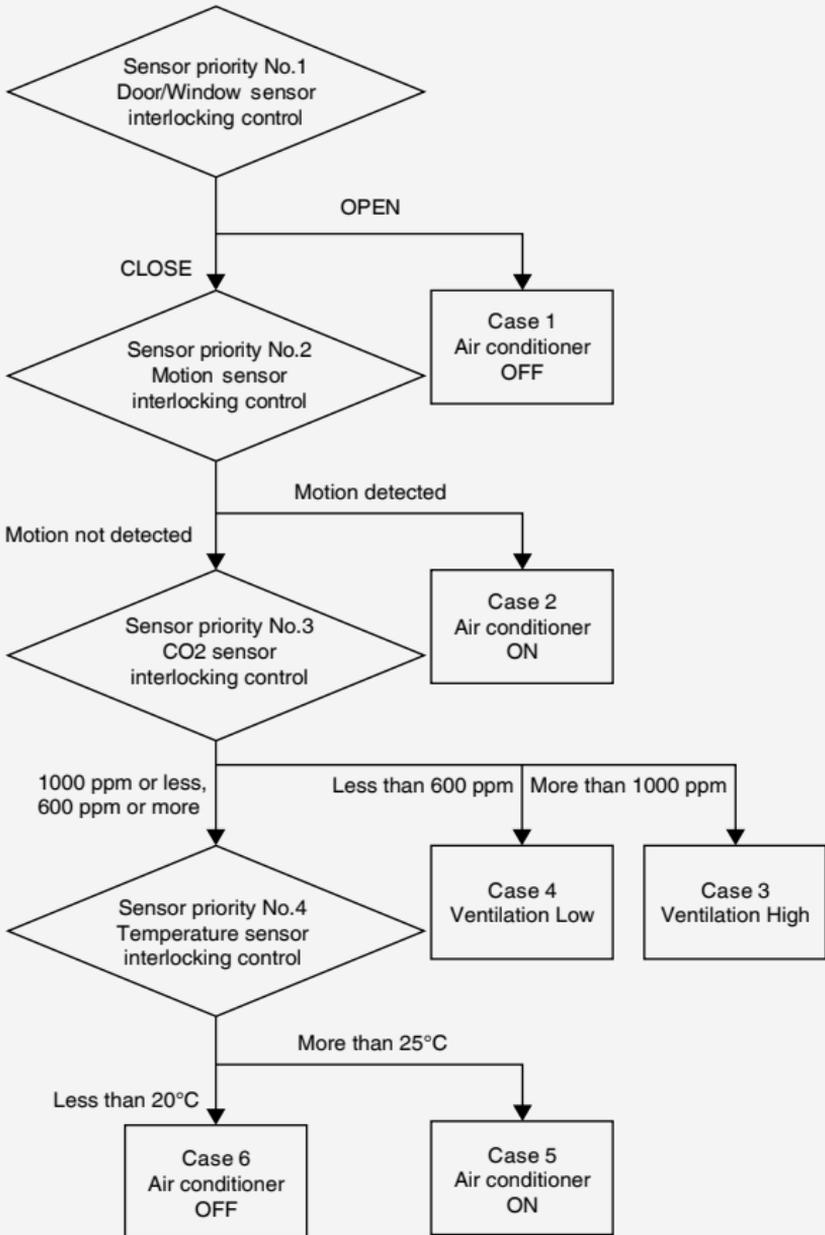 Sensor priority No.1
Door/Window sensor
interlocking control
OPEN
CLOSE
Case 1
Air conditioner
OFF
Sensor priority No.2
Motion sensor
interlocking control
Motion detected
Motion not detected
Case 2
Air conditioner
ON
Sensor priority No.3
CO2 sensor
interlocking control
1000 ppm or less,
600 ppm or more
Less than 600 ppm
More than 1000 ppm
Sensor priority No.4
Temperature sensor
interlocking control
Case 4
Ventilation Low
Case 3
Ventilation High
More than 25°C
Less than 20°C
Case 6
Air conditioner
OFF
Case 5
Air conditioner
ON